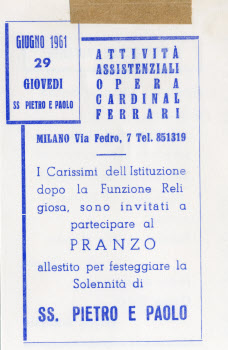 GIUGNO 1961
29
GIOVEDI
SS PIETRO E PAOLO
ATTIVITÀ
ASSISTENZIALI
OPERA
CARDINAL
FERRARI
MILANO Via Fedro, 7 Tel. 851319
I Carissimi dell'Istituzione
dopo la Funzione Reli
giosa, sono invitati a
partecipare al
PRANZO
allestito per festeggiare la
Solennità di
SS. PIETRO E PAOLO